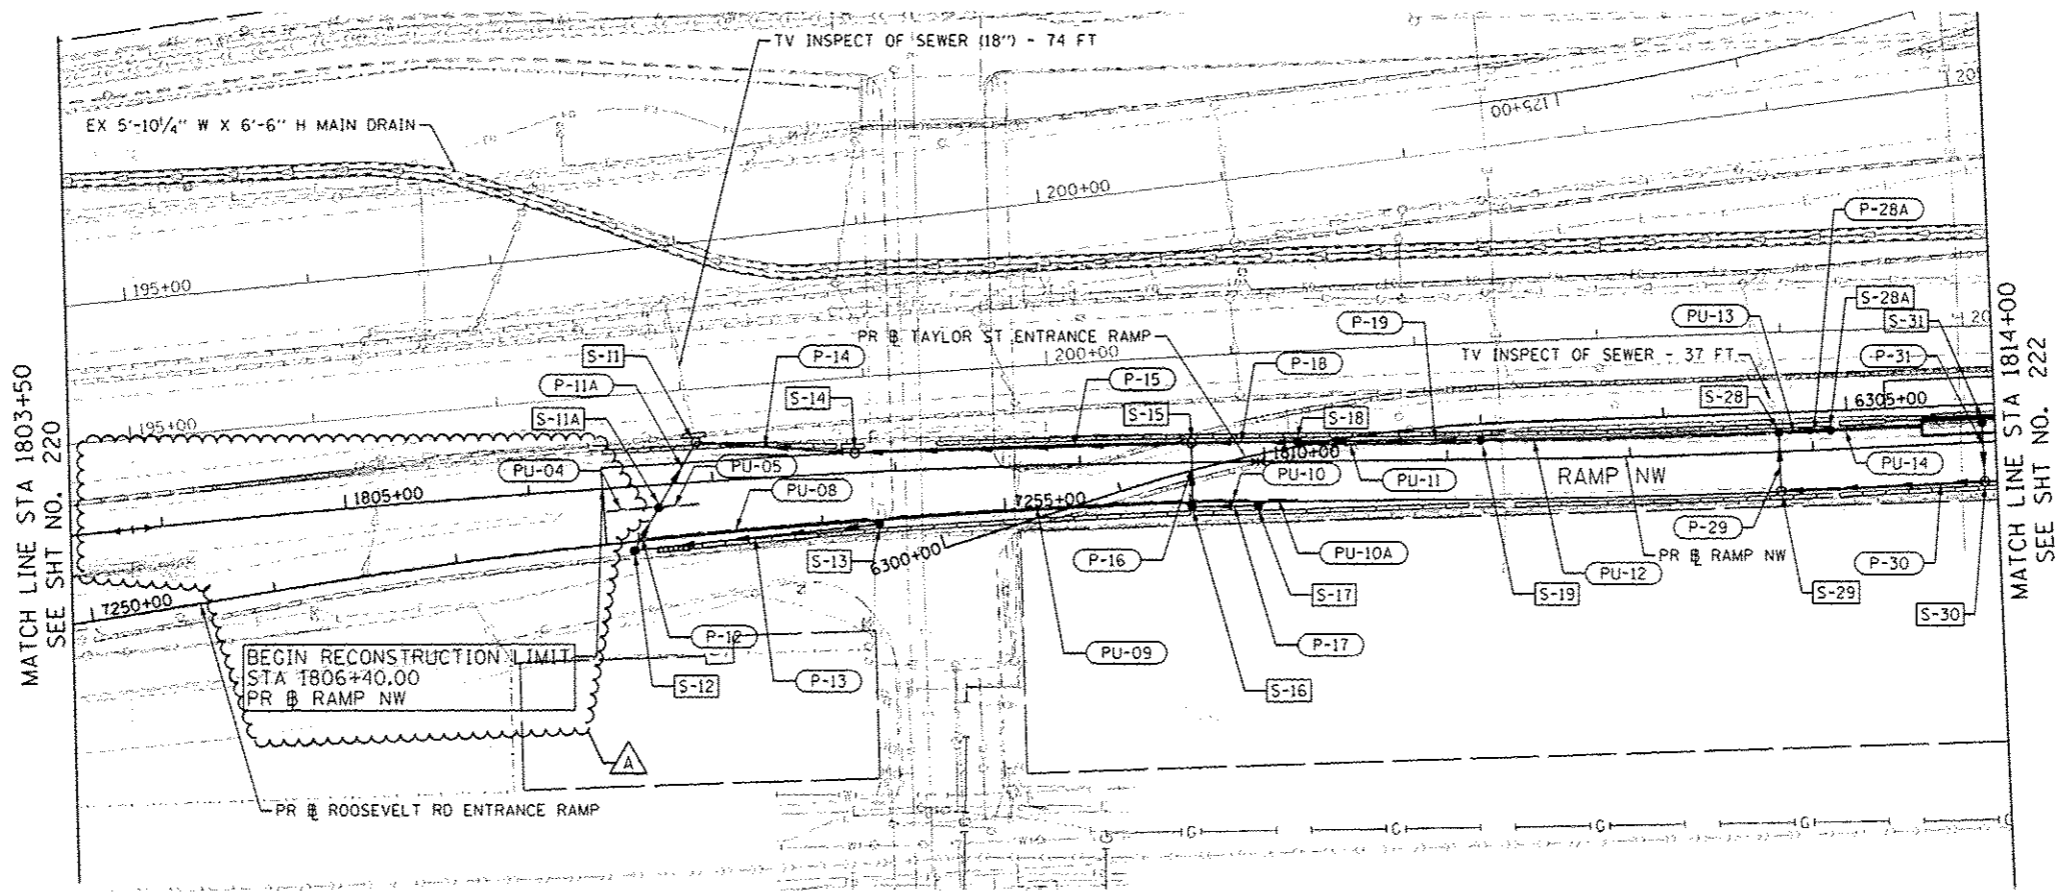 TV INSPECT OF SEWER (18") - 74 FT
EX 5'-10¼" W X 6'-6" H MAIN DRAIN
125+00
200+00
195+00
P-28A
S-28A
PU-13
S-31
P-19
PR ⅊ TAYLOR ST ENTRANCE RAMP
200+00
TV INSPECT OF SEWER - 37 FT
P-31
S-11
P-14
P-18
P-11A
P-15
S-14
S-28
6305+00
S-11A
S-15
S-18
195+00
PU-04
PU-05
1810+00
PU-10
PU-11
RAMP NW
PU-14
1805+00
PU-08
7255+00
P-29
S-13
6300+00
P-16
PU-10A
PR ⅊ RAMP NW
P-30
PU-12
7250+00
S-17
S-19
S-29
S-30
P-12
PU-09
P-17
BEGIN RECONSTRUCTION LIMIT
STA 1806+40.00
PR ⅊ RAMP NW
S-12
P-13
S-16
A
PR ⅊ ROOSEVELT RD ENTRANCE RAMP
G
G
G
G
MATCH LINE STA 1803+50
SEE SHT NO. 220
MATCH LINE STA 1814+00
SEE SHT NO. 222